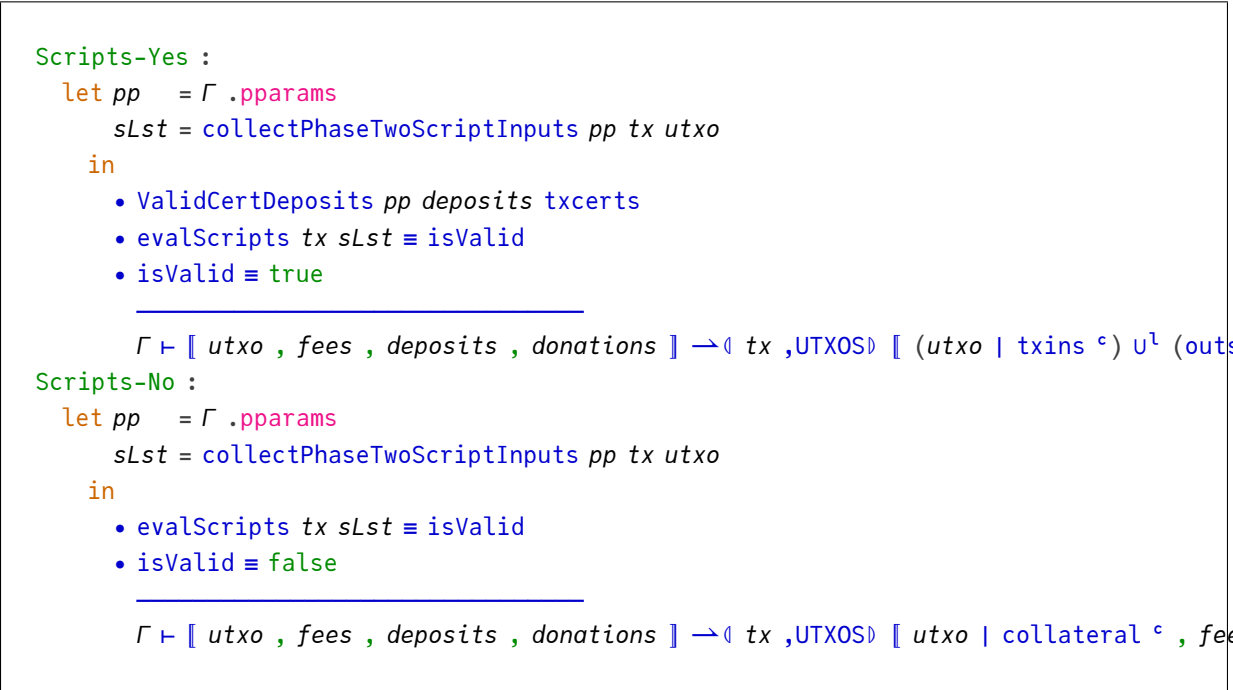 Scripts-Yes :
let pp = Γ .pparams
sLst = collectPhaseTwoScriptInputs pp tx utxo
in
• ValidCertDeposits pp deposits txcerts
• evalScripts tx sLst ≡ isValid
• isValid ≡ true
Γ ⊢ ⟦ utxo , fees , deposits , donations ⟧ ⇀⦇ tx ,UTXOS⦈ ⟦ (utxo ∣ txins ᶜ) ∪ˡ (outs
Scripts-No :
let pp = Γ .pparams
sLst = collectPhaseTwoScriptInputs pp tx utxo
in
• evalScripts tx sLst ≡ isValid
• isValid ≡ false
Γ ⊢ ⟦ utxo , fees , deposits , donations ⟧ ⇀⦇ tx ,UTXOS⦈ ⟦ utxo ∣ collateral ᶜ , fee